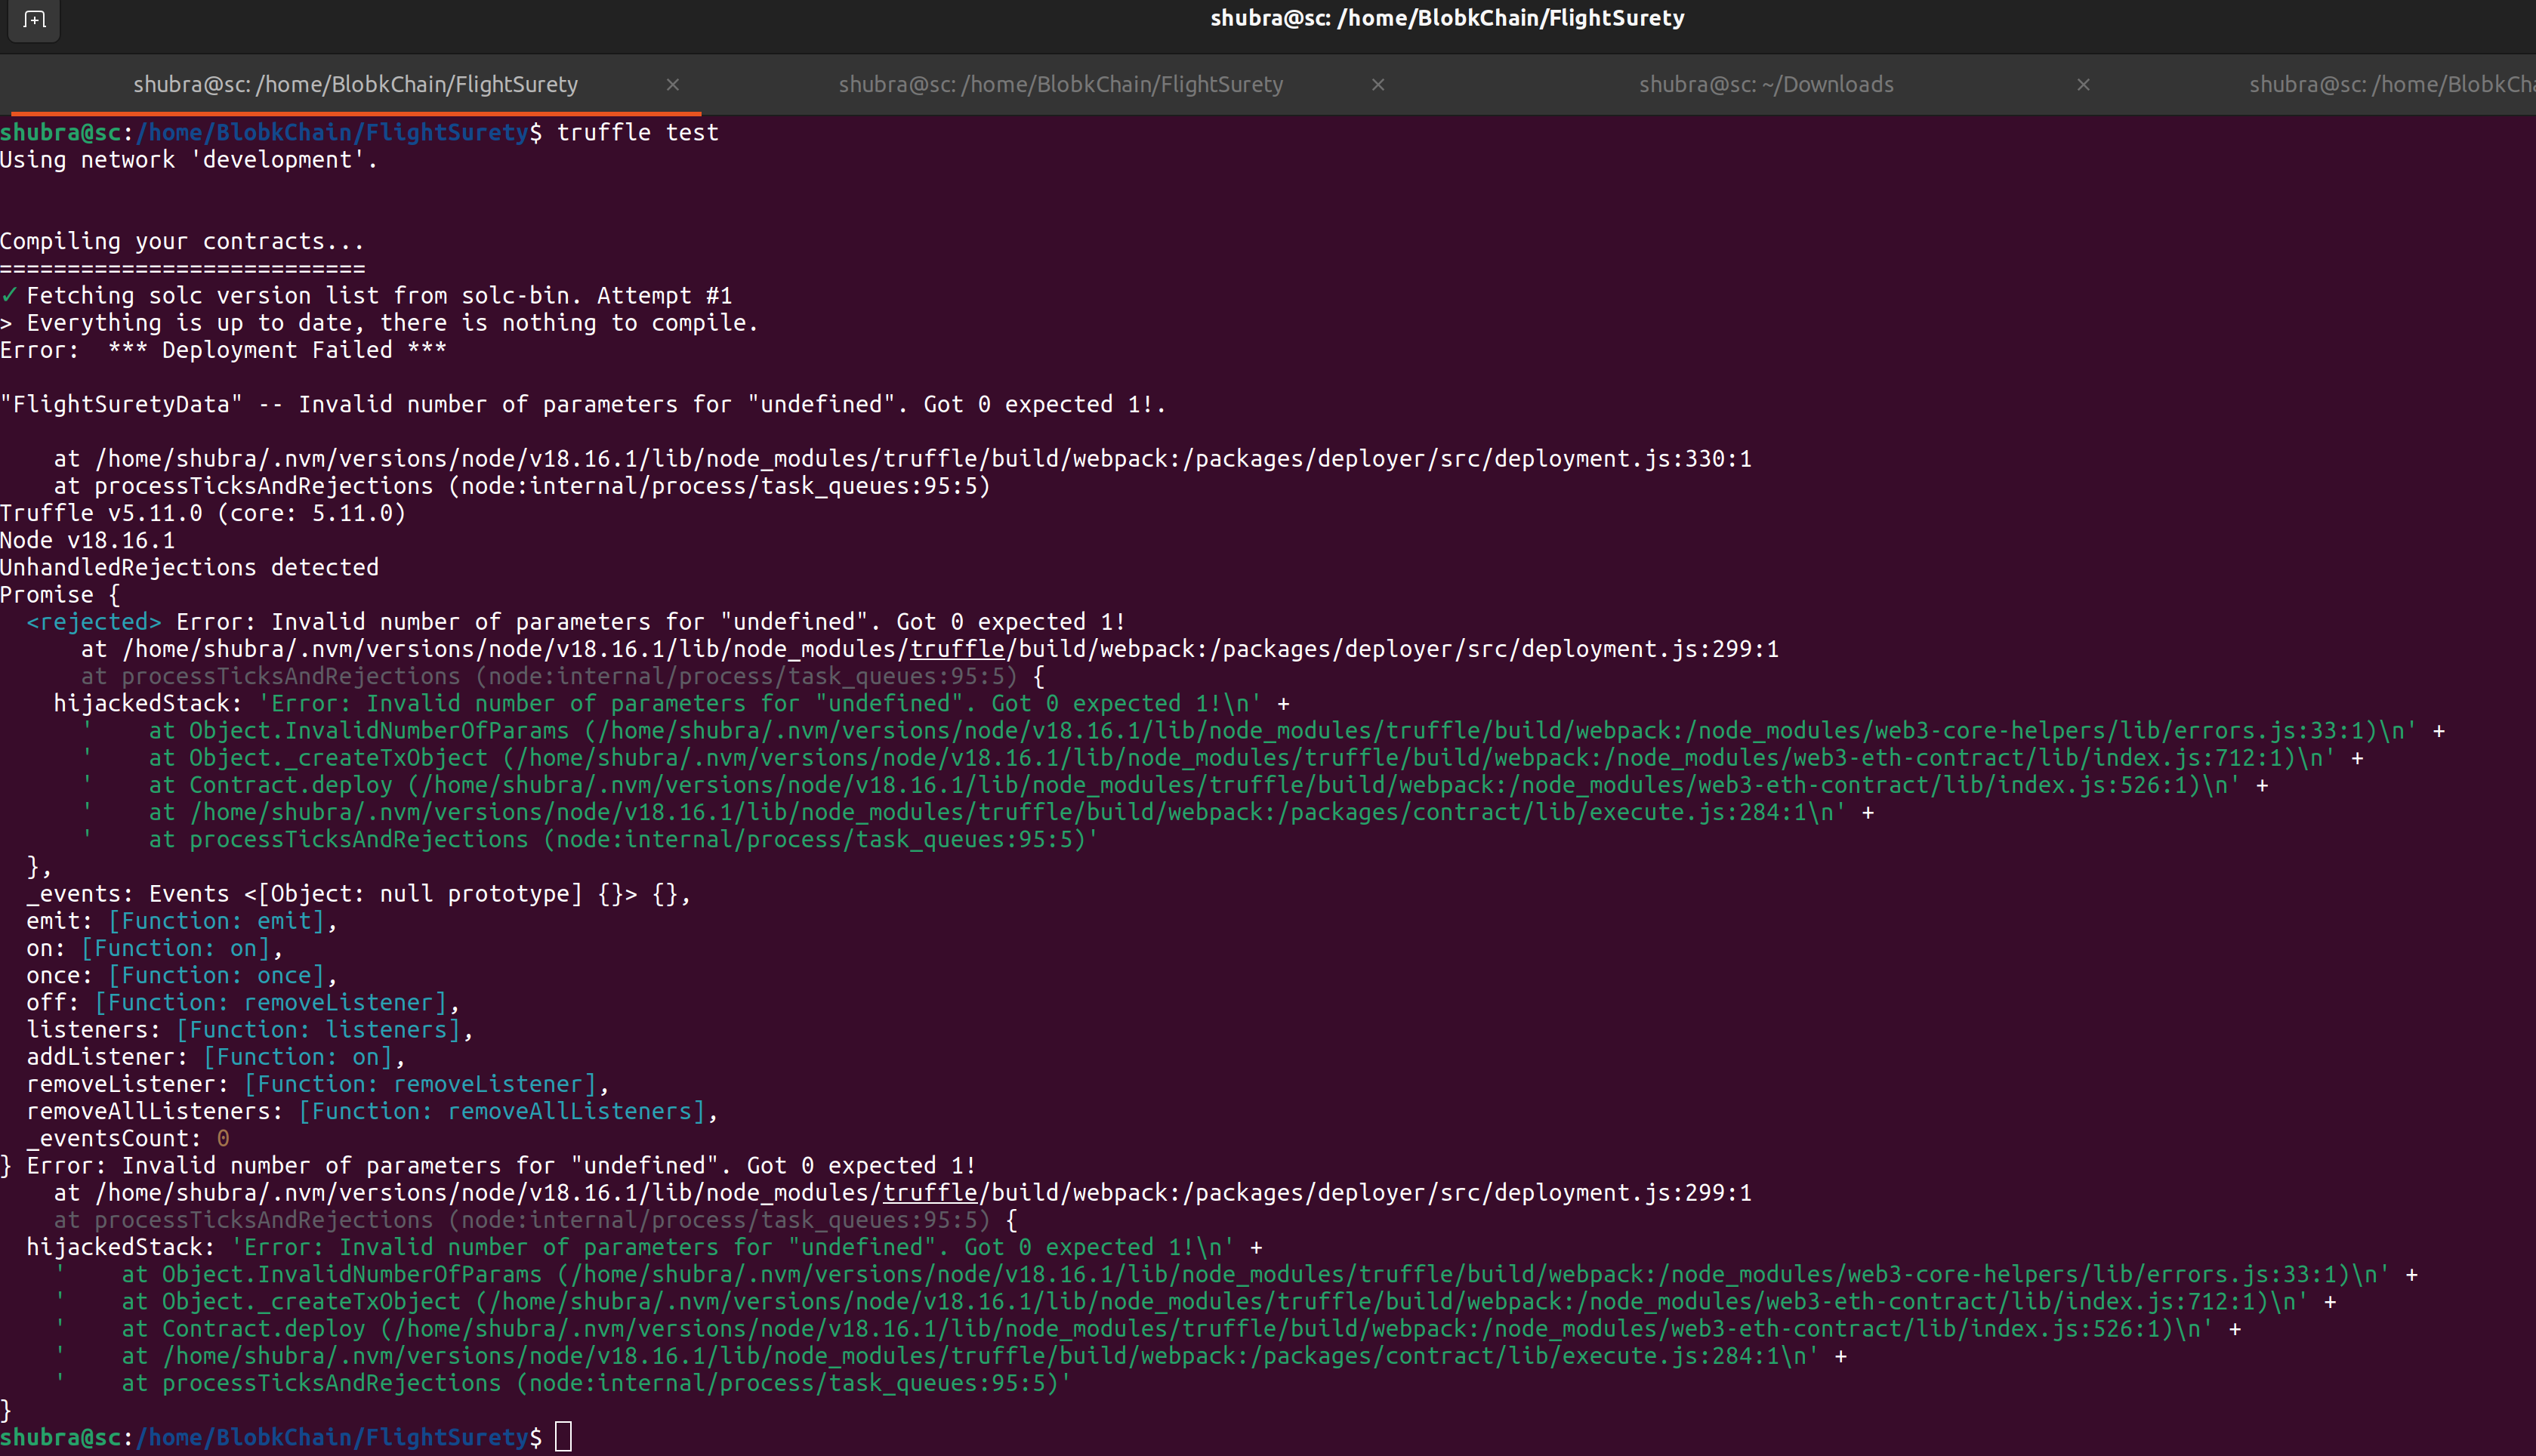 shubra@sc: /home/BlobkChain/FlightSurety
shubra@sc: /home/BlobkChain/FlightSurety × shubra@sc: /home/BlobkChain/FlightSurety × shubra@sc: ~/Downloads × shubra@sc: /home/BlobkCha
shubra@sc:/home/BlobkChain/FlightSurety$ truffle test
Using network 'development'.
Compiling your contracts...
===========================
✓ Fetching solc version list from solc-bin. Attempt #1
> Everything is up to date, there is nothing to compile.
Error:  *** Deployment Failed ***
"FlightSuretyData" -- Invalid number of parameters for "undefined". Got 0 expected 1!.
    at /home/shubra/.nvm/versions/node/v18.16.1/lib/node_modules/truffle/build/webpack:/packages/deployer/src/deployment.js:330:1
    at processTicksAndRejections (node:internal/process/task_queues:95:5)
Truffle v5.11.0 (core: 5.11.0)
Node v18.16.1
UnhandledRejections detected
Promise {
  <rejected> Error: Invalid number of parameters for "undefined". Got 0 expected 1!
      at /home/shubra/.nvm/versions/node/v18.16.1/lib/node_modules/truffle/build/webpack:/packages/deployer/src/deployment.js:299:1
      at processTicksAndRejections (node:internal/process/task_queues:95:5) {
    hijackedStack: 'Error: Invalid number of parameters for "undefined". Got 0 expected 1!\n' +
      '    at Object.InvalidNumberOfParams (/home/shubra/.nvm/versions/node/v18.16.1/lib/node_modules/truffle/build/webpack:/node_modules/web3-core-helpers/lib/errors.js:33:1)\n' +
      '    at Object._createTxObject (/home/shubra/.nvm/versions/node/v18.16.1/lib/node_modules/truffle/build/webpack:/node_modules/web3-eth-contract/lib/index.js:712:1)\n' +
      '    at Contract.deploy (/home/shubra/.nvm/versions/node/v18.16.1/lib/node_modules/truffle/build/webpack:/node_modules/web3-eth-contract/lib/index.js:526:1)\n' +
      '    at /home/shubra/.nvm/versions/node/v18.16.1/lib/node_modules/truffle/build/webpack:/packages/contract/lib/execute.js:284:1\n' +
      '    at processTicksAndRejections (node:internal/process/task_queues:95:5)'
  },
  _events: Events <[Object: null prototype] {}> {},
  emit: [Function: emit],
  on: [Function: on],
  once: [Function: once],
  off: [Function: removeListener],
  listeners: [Function: listeners],
  addListener: [Function: on],
  removeListener: [Function: removeListener],
  removeAllListeners: [Function: removeAllListeners],
  _eventsCount: 0
} Error: Invalid number of parameters for "undefined". Got 0 expected 1!
    at /home/shubra/.nvm/versions/node/v18.16.1/lib/node_modules/truffle/build/webpack:/packages/deployer/src/deployment.js:299:1
    at processTicksAndRejections (node:internal/process/task_queues:95:5) {
  hijackedStack: 'Error: Invalid number of parameters for "undefined". Got 0 expected 1!\n' +
    '    at Object.InvalidNumberOfParams (/home/shubra/.nvm/versions/node/v18.16.1/lib/node_modules/truffle/build/webpack:/node_modules/web3-core-helpers/lib/errors.js:33:1)\n' +
    '    at Object._createTxObject (/home/shubra/.nvm/versions/node/v18.16.1/lib/node_modules/truffle/build/webpack:/node_modules/web3-eth-contract/lib/index.js:712:1)\n' +
    '    at Contract.deploy (/home/shubra/.nvm/versions/node/v18.16.1/lib/node_modules/truffle/build/webpack:/node_modules/web3-eth-contract/lib/index.js:526:1)\n' +
    '    at /home/shubra/.nvm/versions/node/v18.16.1/lib/node_modules/truffle/build/webpack:/packages/contract/lib/execute.js:284:1\n' +
    '    at processTicksAndRejections (node:internal/process/task_queues:95:5)'
}
shubra@sc:/home/BlobkChain/FlightSurety$